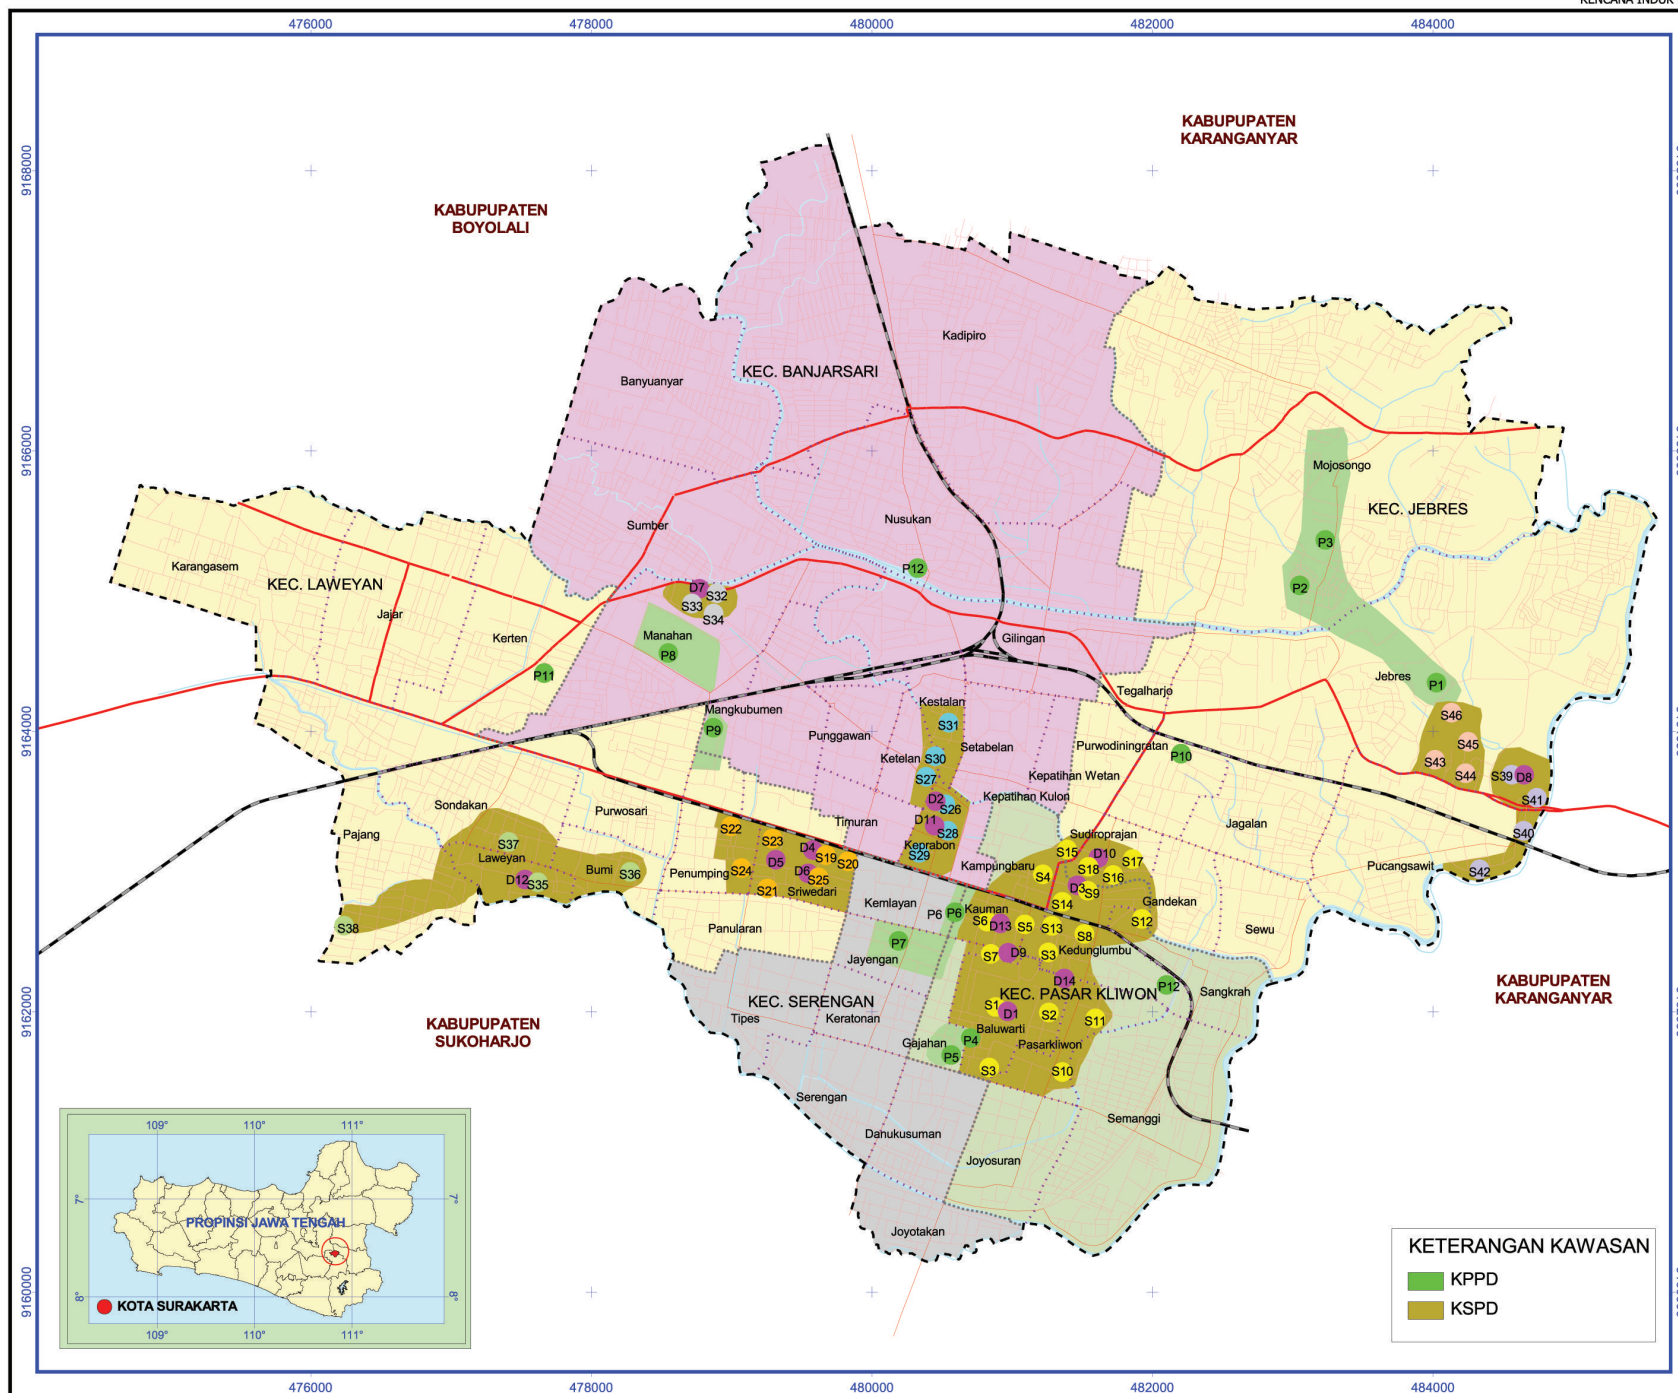 RENCANA INDUK
476000
478000
480000
482000
484000
9168000
9166000
9164000
9162000
9160000
KABUPUPATEN
KARANGANYAR
KABUPUPATEN
BOYOLALI
Kadipiro
KEC. BANJARSARI
Banyuanyar
Mojosongo
KEC. JEBRES
Sumber
Nusukan
P3
Karangasem
KEC. LAWEYAN
P12
D7
S32
S33
S34
P2
Jajar
Kerten
Manahan
P8
Gilingan
P11
Jebres
P1
Tegalharjo
Kestalan
Mangkubumen
P9
S31
S46
Punggawan
Setabelan
Purwodiningratan
P10
S45
Ketelan
S30
S43
S44
S27
Kepatihan Wetan
S39
D8
D2
S26
Kepatihan Kulon
S41
Sondakan
Purwosari
Pajang
Timuran
D11
S28
Jagalan
S40
S22
S23
S37
Sudiroprajan
Keprabon
S29
D4
S19
S20
D5
S15
D10
S17
Laweyan
Bumi
S36
Penumping
S24
D6
S25
Kampungbaru
S4
S18
S16
Pucangsawit
S42
D12
S35
S21
Sriwedari
D3
S9
S14
Kemlayan
Gandekan
P6
P6
Kauman
S6
D13
S5
S13
S12
S38
Panularan
S8
Sewu
P7
Jayengan
S7
D9
S3
Kedunglumbu
D14
P12
Sangkrah
KABUPUPATEN
KARANGANYAR
KEC. SERENGAN
KEC. PASAR KLIWON
S1
D1
S2
S11
Tipes
Keratonan
KABUPUPATEN
SUKOHARJO
Baluwarti
P4
Gajahan
P5
Pasarkliwon
S3
S10
Serengan
Semanggi
Danukusuman
Joyosuran
Joyotakan
109°
110°
111°
7°
7°
PROPINSI JAWA TENGAH
8°
8°
KOTA SURAKARTA
109°
110°
111°
KETERANGAN KAWASAN
KPPD
KSPD
476000
478000
480000
482000
484000